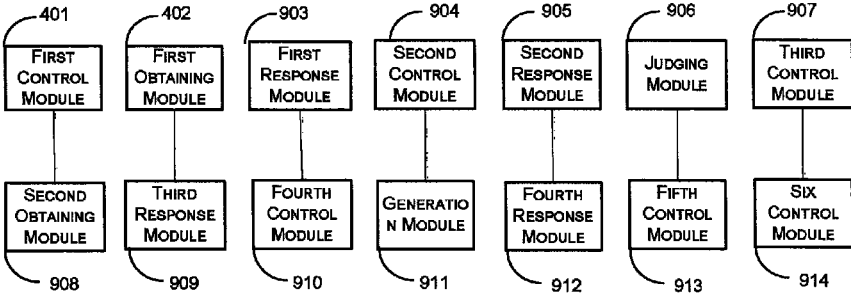 401
402
903
904
905
906
907
FIRST
CONTROL
MODULE
FIRST
OBTAINING
MODULE
FIRST
RESPONSE
MODULE
SECOND
CONTROL
MODULE
SECOND
RESPONSE
MODULE
JUDGING
MODULE
THIRD
CONTROL
MODULE
SECOND
OBTAINING
MODULE
THIRD
RESPONSE
MODULE
FOURTH
CONTROL
MODULE
GENERATIO
N MODULE
FOURTH
RESPONSE
MODULE
FIFTH
CONTROL
MODULE
SIX
CONTROL
MODULE
908
909
910
911
912
913
914